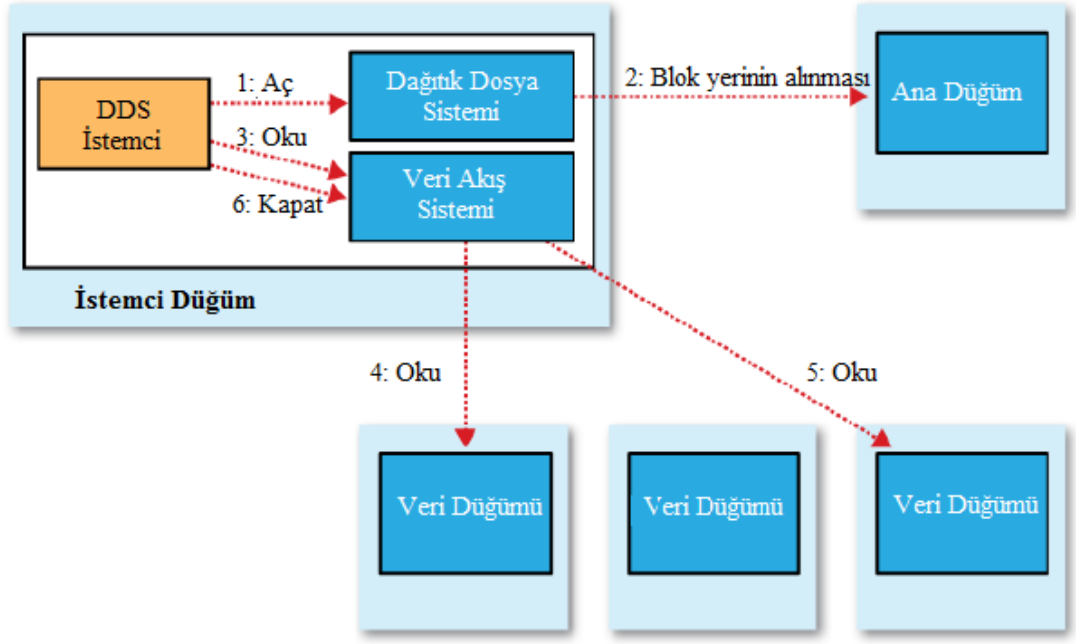 DDS
İstemci
1: Aç
Dağıtık Dosya
Sistemi
2: Blok yerinin alınması
Ana Düğüm
3: Oku
6: Kapat
Veri Akış
Sistemi
İstemci Düğüm
4: Oku
5: Oku
Veri Düğümü
Veri Düğümü
Veri Düğümü